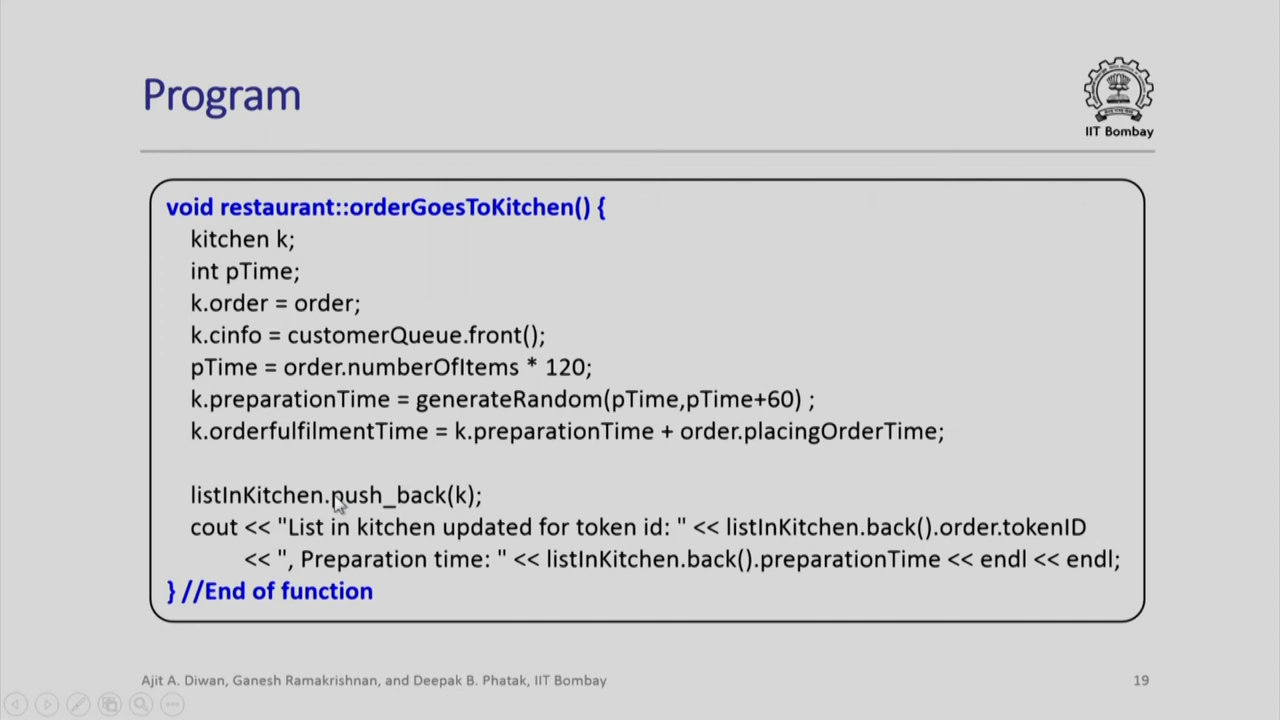 Program
IIT Bombay
void restaurant::orderGoesToKitchen() {
kitchen k;
int pTime;
k.order = order;
k.cinfo = customerQueue.front();
pTime = order.numberOfItems * 120;
k.preparationTime = generateRandom(pTime,pTime+60) ;
k.orderfulfilmentTime = k.preparationTime + order.placingOrderTime;
listInKitchen.push_back(k);
cout << "List in kitchen updated for token id: " << listInKitchen.back().order.tokenID
<< ", Preparation time: " << listInKitchen.back().preparationTime << endl << endl;
} //End of function
Ajit A. Diwan, Ganesh Ramakrishnan, and Deepak B. Phatak, IIT Bombay
19